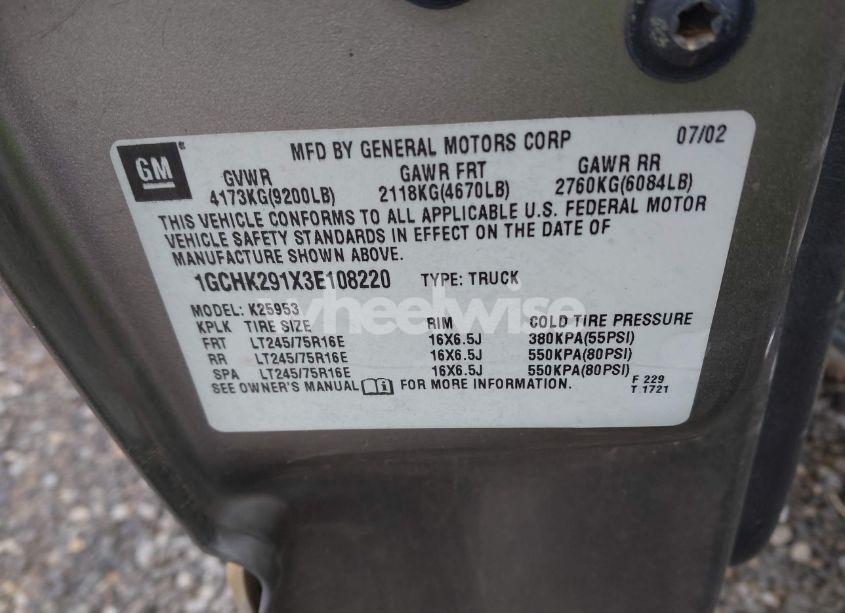 GM® MFD BY GENERAL MOTORS CORP 07/02
GVWR GAWR FRT GAWR RR
4173KG(9200LB) 2118KG(4670LB) 2760KG(6084LB)
THIS VEHICLE CONFORMS TO ALL APPLICABLE U.S. FEDERAL MOTOR
VEHICLE SAFETY STANDARDS IN EFFECT ON THE DATE OF
MANUFACTURE SHOWN ABOVE.
1GCHK291X3E108220 TYPE: TRUCK
wheelwise
MODEL: K25953
KPLK TIRE SIZE RIM COLD TIRE PRESSURE
FRT LT245/75R16E 16X6.5J 380KPA(55PSI)
RR LT245/75R16E 16X6.5J 550KPA(80PSI)
SPA LT245/75R16E 16X6.5J 550KPA(80PSI)
SEE OWNER'S MANUAL FOR MORE INFORMATION.
F 229
T 1721